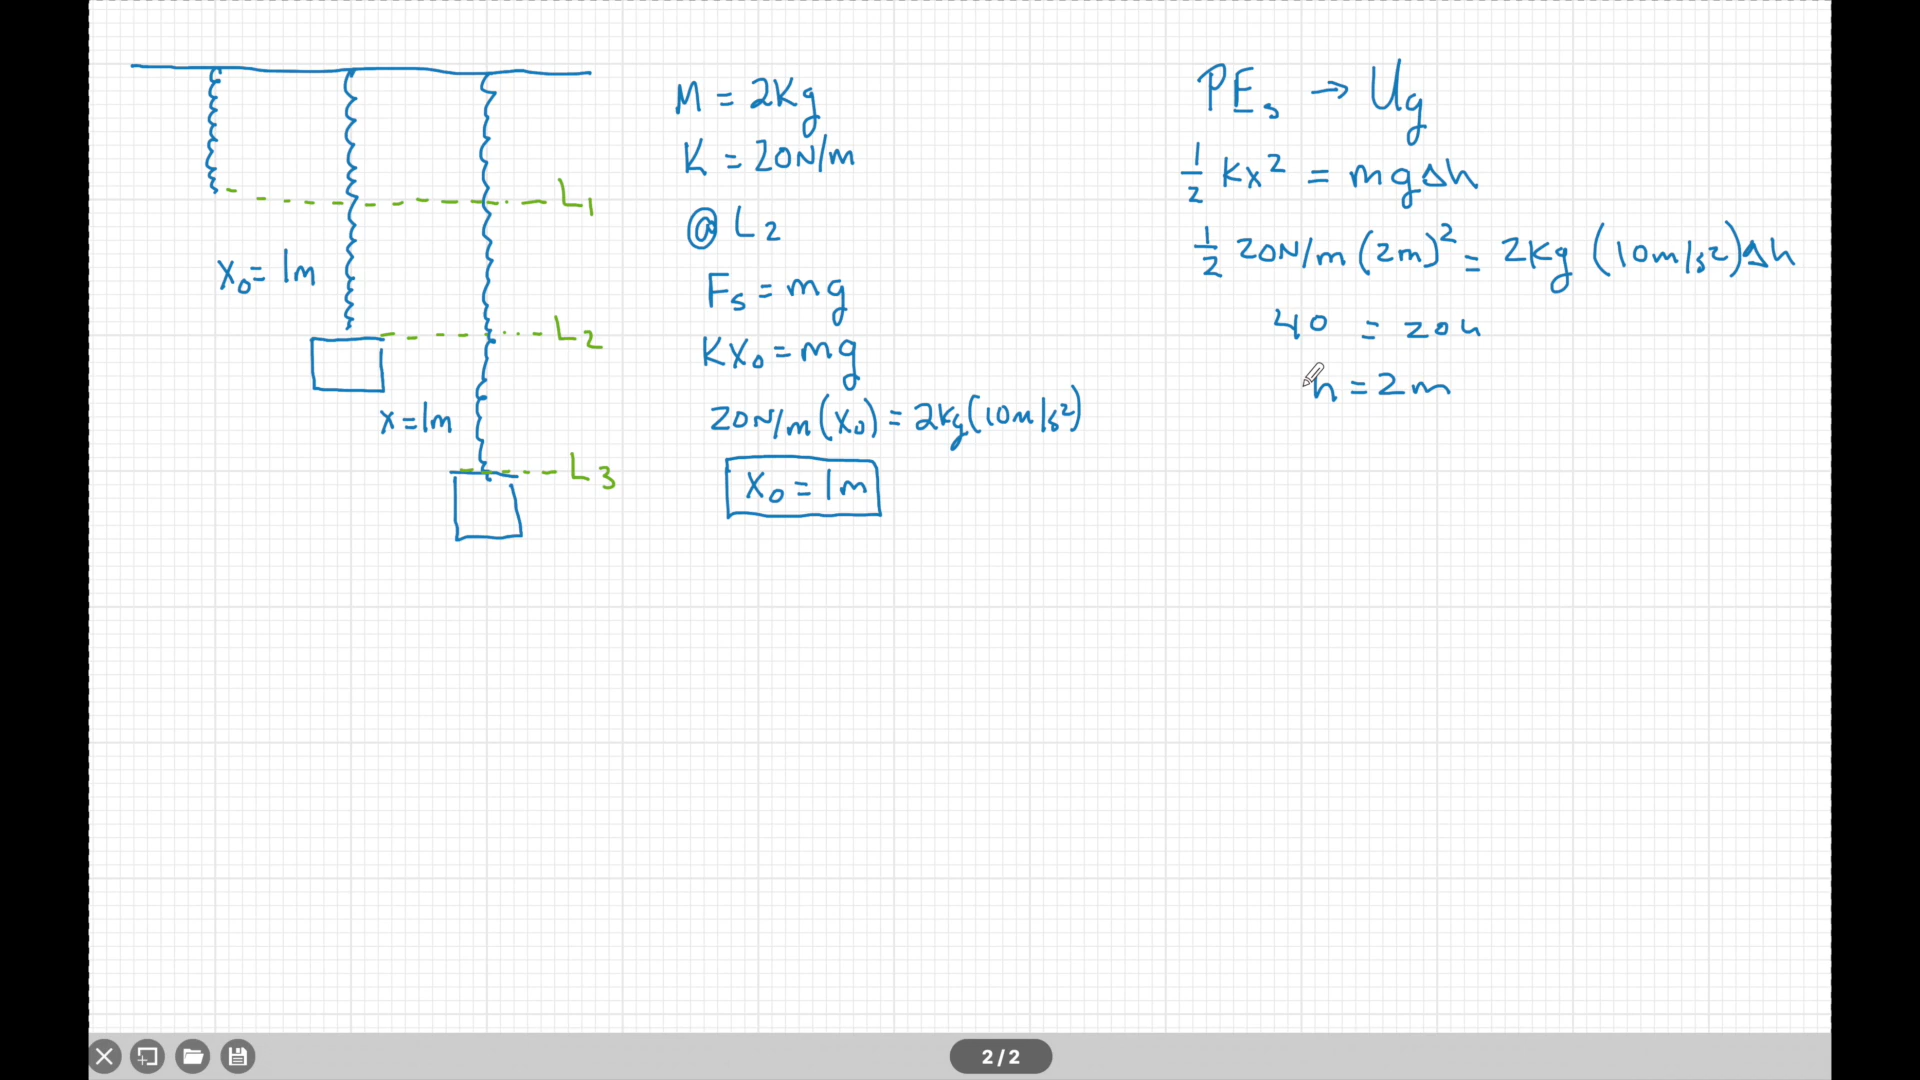 L1
x₀ = 1m
L2
x = 1m
L3
M = 2Kg
K = 20N/m
@ L2
Fs = mg
Kx₀ = mg
20N/m (x₀) = 2kg(10m/s²)
x₀ = 1m
PEs → Ug
1/2 kx² = mgΔh
1/2 20N/m (2m)² = 2kg (10m/s²)Δh
40 = 20h
h = 2m
2 / 2